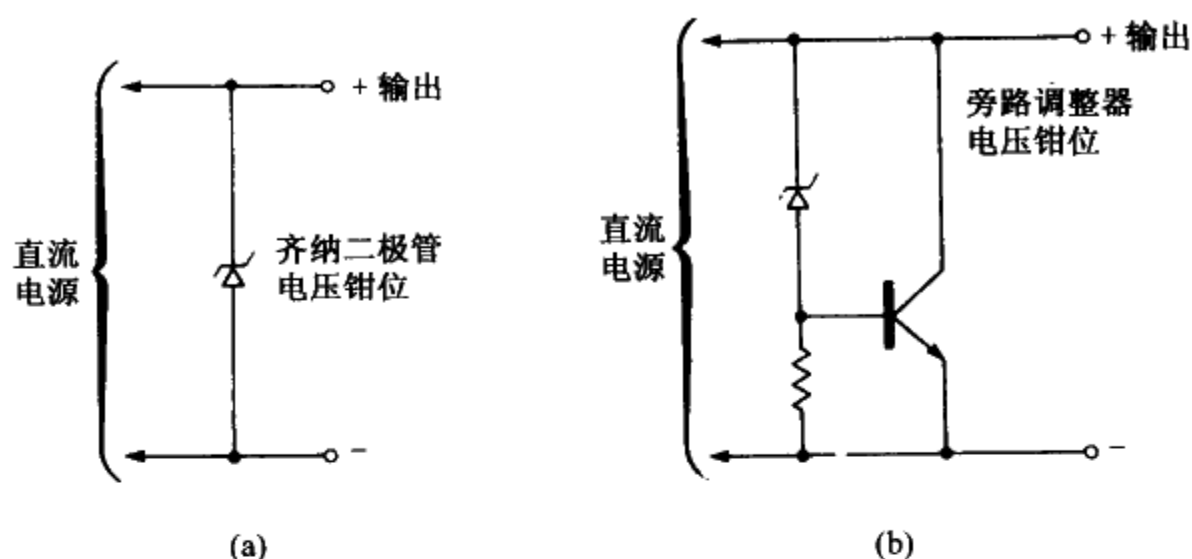 + 输出
直流
电源
齐纳二极管
电压钳位
−
(a)
+ 输出
旁路调整器
电压钳位
直流
电源
−
(b)